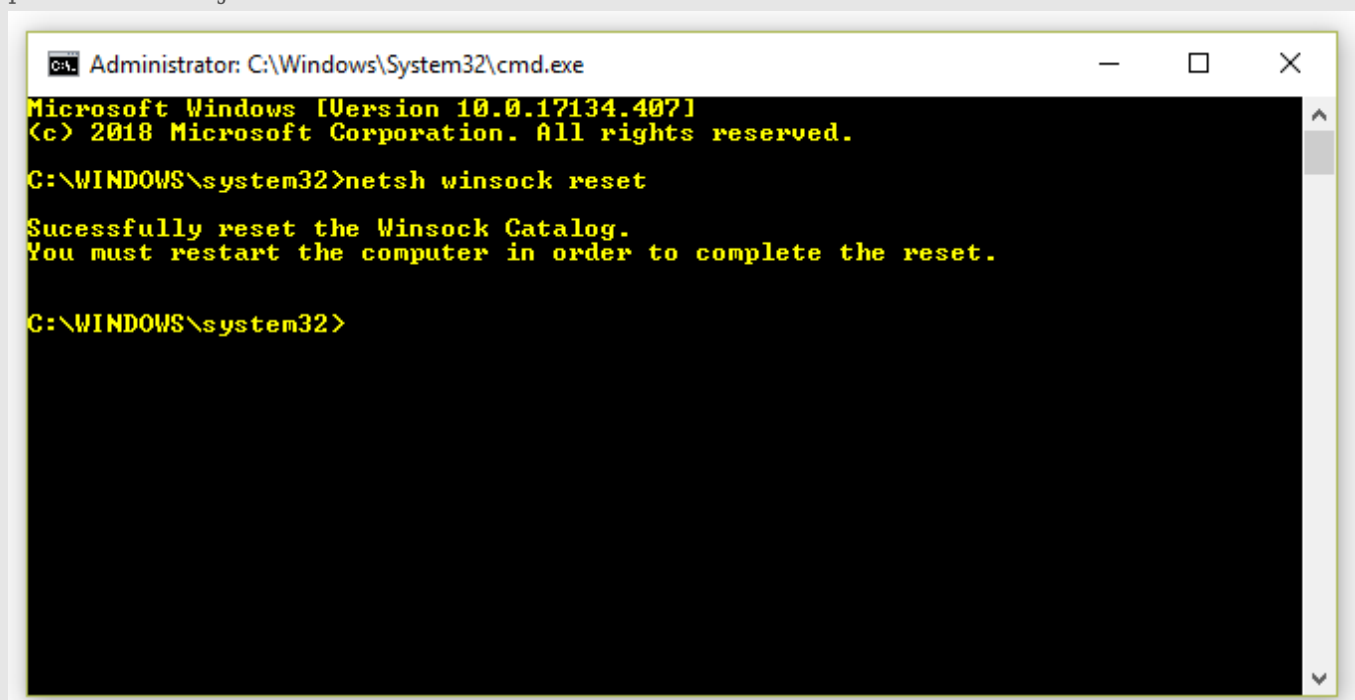 Administrator: C:\Windows\System32\cmd.exe
Microsoft Windows [Version 10.0.17134.407]
(c) 2018 Microsoft Corporation. All rights reserved.
C:\WINDOWS\system32>netsh winsock reset
Sucessfully reset the Winsock Catalog.
You must restart the computer in order to complete the reset.
C:\WINDOWS\system32>